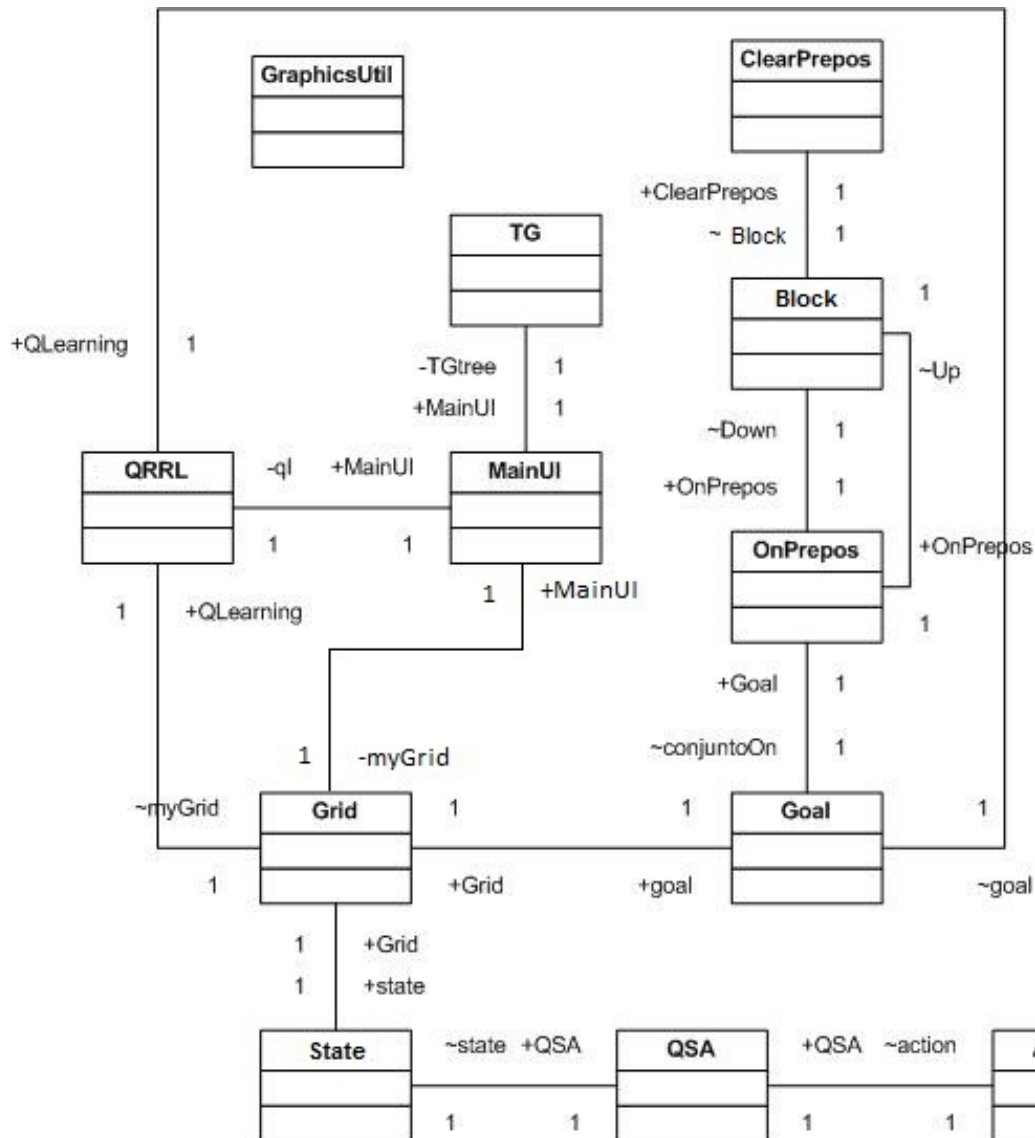 ClearPrepos
GraphicsUtil
+ClearPrepos 1
~ Block 1
TG
Block 1
+QLearning 1
-TGtree 1
~Up
+MainUI 1
~Down 1
QRRL
-ql +MainUI
MainUI
+OnPrepos 1
1 1
OnPrepos
+OnPrepos
1 +QLearning
1 +MainUI
1
+Goal 1
1 -myGrid
~conjuntoOn 1
~myGrid
Grid
1 1
Goal
1
1
+Grid +goal
~goal
1 +Grid
1 +state
State
~state +QSA
QSA
+QSA ~action
1 1
1 1